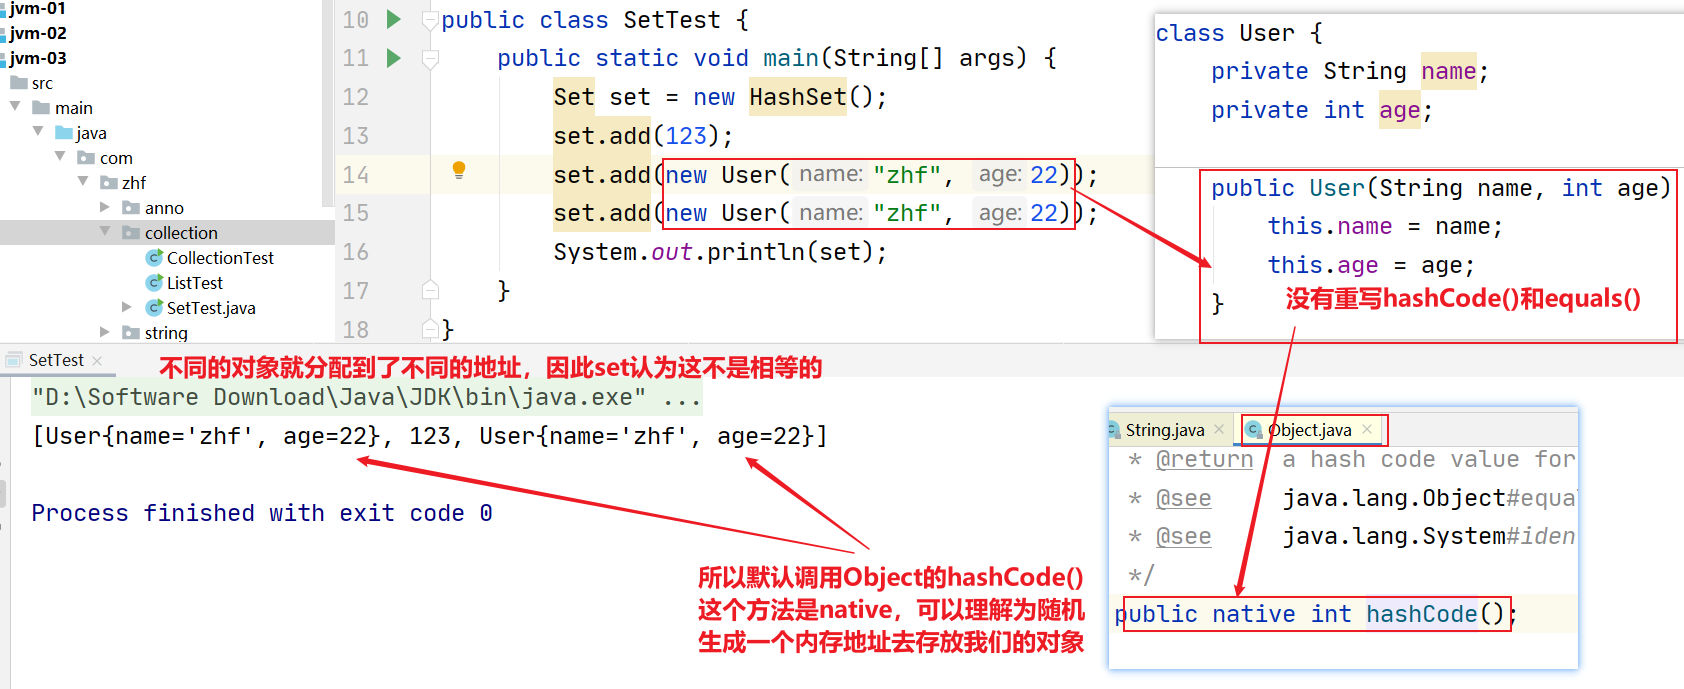 jvm-01
jvm-02
jvm-03
src
main
java
com
zhf
anno
collection
CollectionTest
ListTest
SetTest.java
string
10 public class SetTest {
11 public static void main(String[] args) {
12 Set set = new HashSet();
13 set.add(123);
14 set.add(new User( name: "zhf", age: 22));
15 set.add(new User( name: "zhf", age: 22));
16 System.out.println(set);
17 }
18 }
class User {
private String name;
private int age;
public User(String name, int age)
this.name = name;
this.age = age;
}
没有重写hashCode()和equals()
SetTest ×
不同的对象就分配到了不同的地址，因此set认为这不是相等的
"D:\Software Download\Java\JDK\bin\java.exe" ...
[User{name='zhf', age=22}, 123, User{name='zhf', age=22}]
Process finished with exit code 0
所以默认调用Object的hashCode()
这个方法是native，可以理解为随机
生成一个内存地址去存放我们的对象
String.java × Object.java ×
* @return a hash code value for
* @see java.lang.Object#equa
* @see java.lang.System#iden
*/
public native int hashCode();